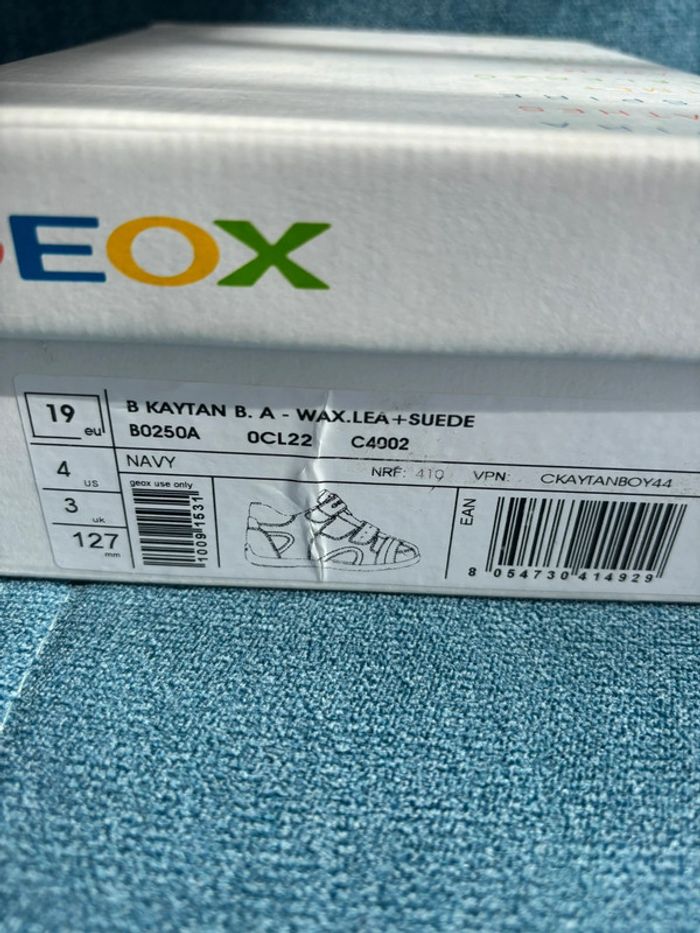 EOX
19 eu
B KAYTAN B. A - WAX.LEA+SUEDE
B0250A 0CL22 C4002
4 US
NAVY
NRF: 410 VPN: CKAYTANBOY44
3 uk
geox use only
127 mm
10091531
EAN
8 054730 414929